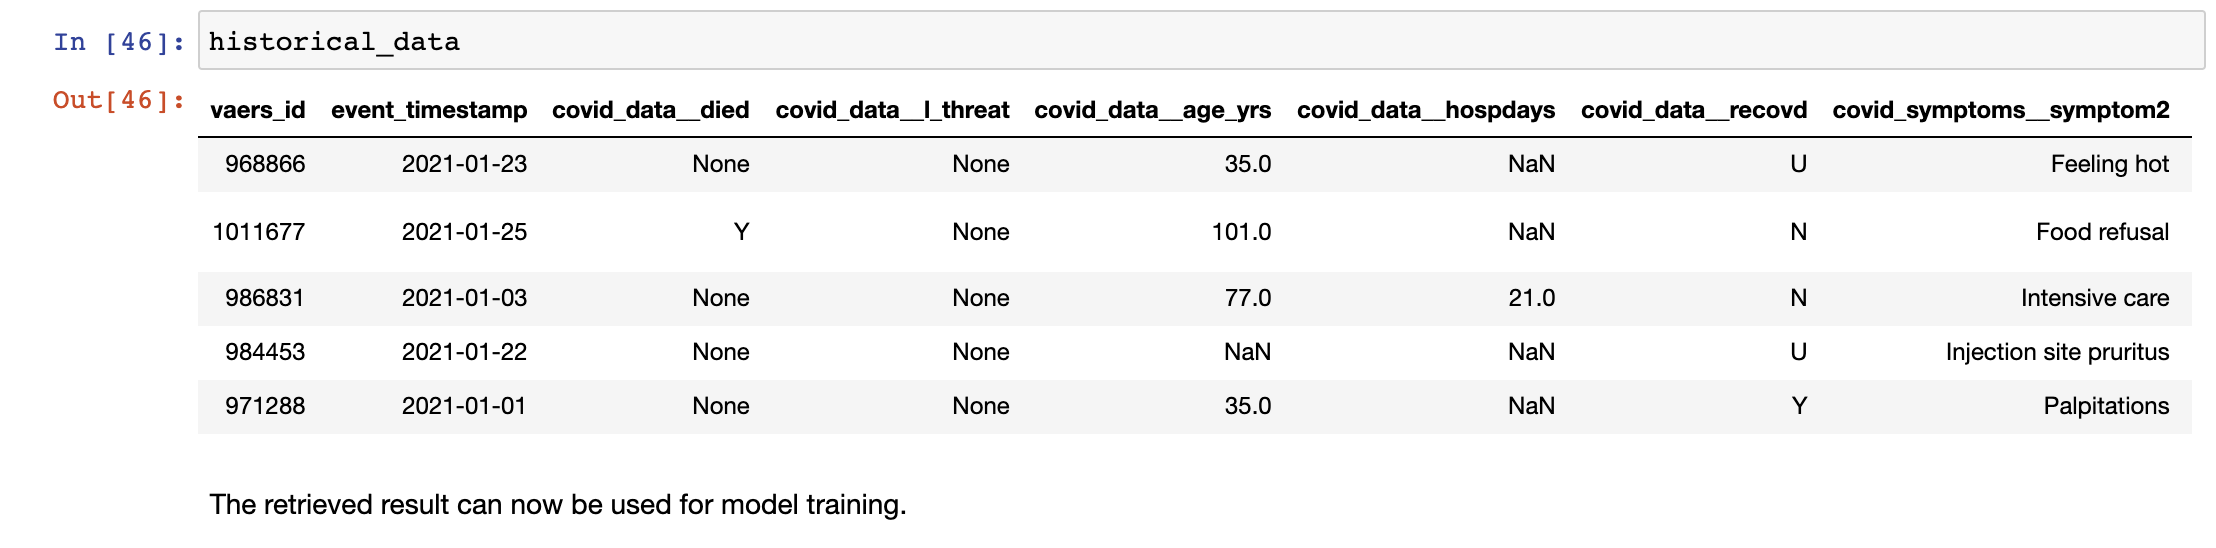 In [46]: historical_data
Out[46]:
vaers_id event_timestamp covid_data__died covid_data__l_threat covid_data__age_yrs covid_data__hospdays covid_data__recovd covid_symptoms__symptom2
968866 2021-01-23 None None 35.0 NaN U Feeling hot
1011677 2021-01-25 Y None 101.0 NaN N Food refusal
986831 2021-01-03 None None 77.0 21.0 N Intensive care
984453 2021-01-22 None None NaN NaN U Injection site pruritus
971288 2021-01-01 None None 35.0 NaN Y Palpitations
The retrieved result can now be used for model training.